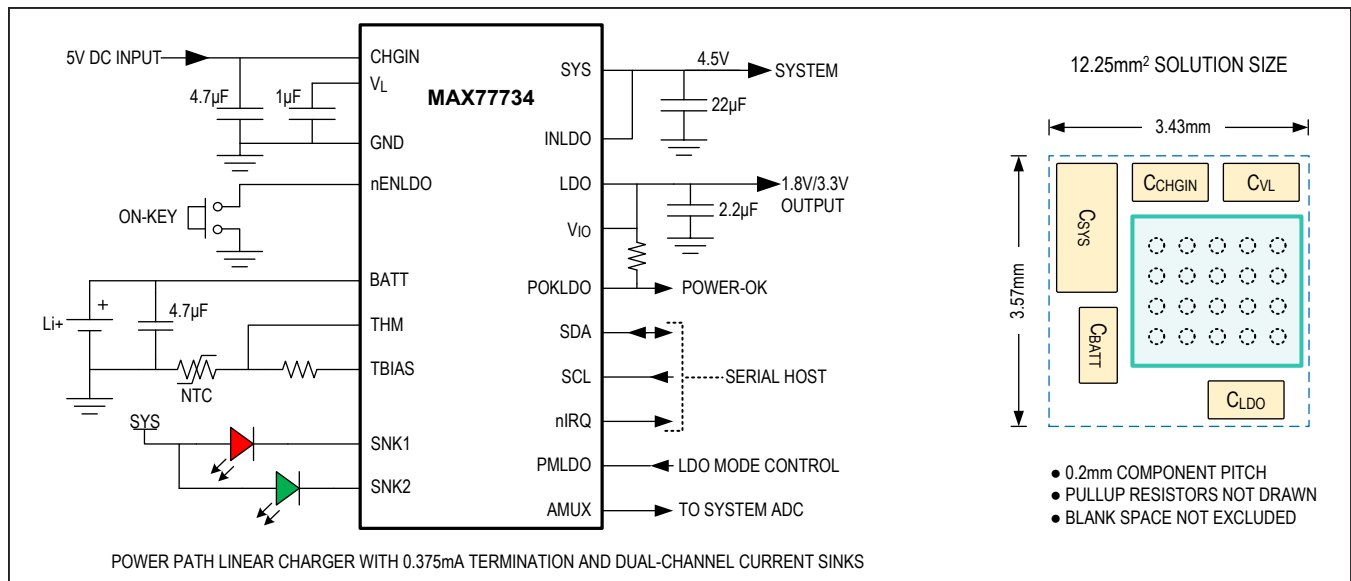 5V DC INPUT
4.7µF
1µF
CHGIN
VL
GND
nENLDO
ON-KEY
BATT
Li+
+
4.7µF
THM
TBIAS
NTC
SYS
SNK1
SNK2
MAX77734
SYS
4.5V
SYSTEM
22µF
INLDO
LDO
1.8V/3.3V
OUTPUT
2.2µF
VIO
POKLDO
POWER-OK
SDA
SCL
SERIAL HOST
nIRQ
PMLDO
LDO MODE CONTROL
AMUX
TO SYSTEM ADC
POWER PATH LINEAR CHARGER WITH 0.375mA TERMINATION AND DUAL-CHANNEL CURRENT SINKS
12.25mm² SOLUTION SIZE
3.43mm
3.57mm
CSYS
CCHGIN
CVL
CBATT
CLDO
● 0.2mm COMPONENT PITCH
● PULLUP RESISTORS NOT DRAWN
● BLANK SPACE NOT EXCLUDED